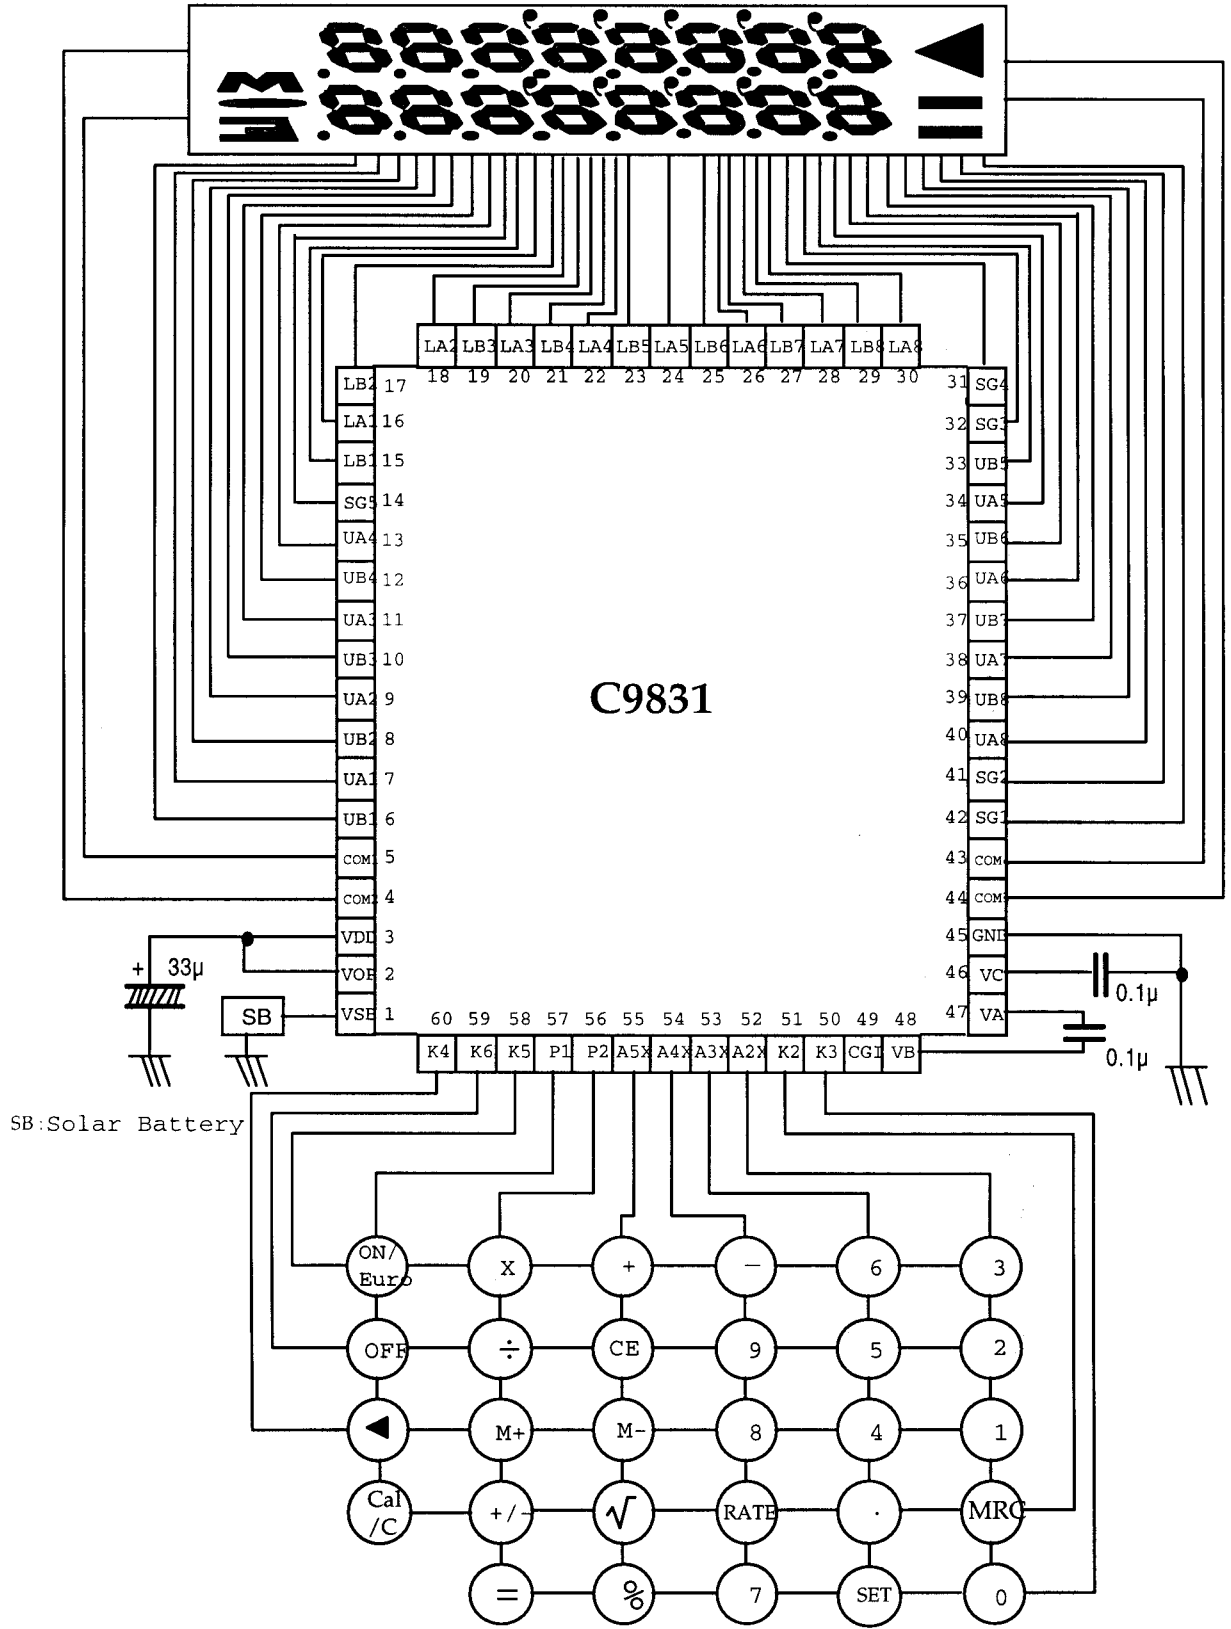 LA2 LB3 LA3 LB4 LA4 LB5 LA5 LB6 LA6 LB7 LA7 LB8 LA8
18 19 20 21 22 23 24 25 26 27 28 29 30
LB2 17
31 SG4
LA1 16
32 SG3
LB1 15
33 UB5
SG5 14
34 UA5
UA4 13
35 UB6
UB4 12
36 UA6
UA3 11
37 UB7
UB3 10
38 UA7
C9831
UA2 9
39 UB8
UB2 8
40 UA8
UA1 7
41 SG2
UB1 6
42 SG1
COM 5
43 COM
COM 4
44 COM
VDD 3
45 GND
+ 33µ
2
46 VC
0.1µ
SB
1
47 VA
0.1µ
60 59 58 57 56 55 54 53 52 51 50 49 48
K4 K6 K5 P1 P2 A5X A4X A3X A2X K2 K3 CGI VB
SB:Solar Battery
ON/
Euro
X + − 6 3
OFF ÷ CE 9 5 2
◀ M+ M- 8 4 1
Cal
/C
+/- √ RATE . MRC
= % 7 SET 0